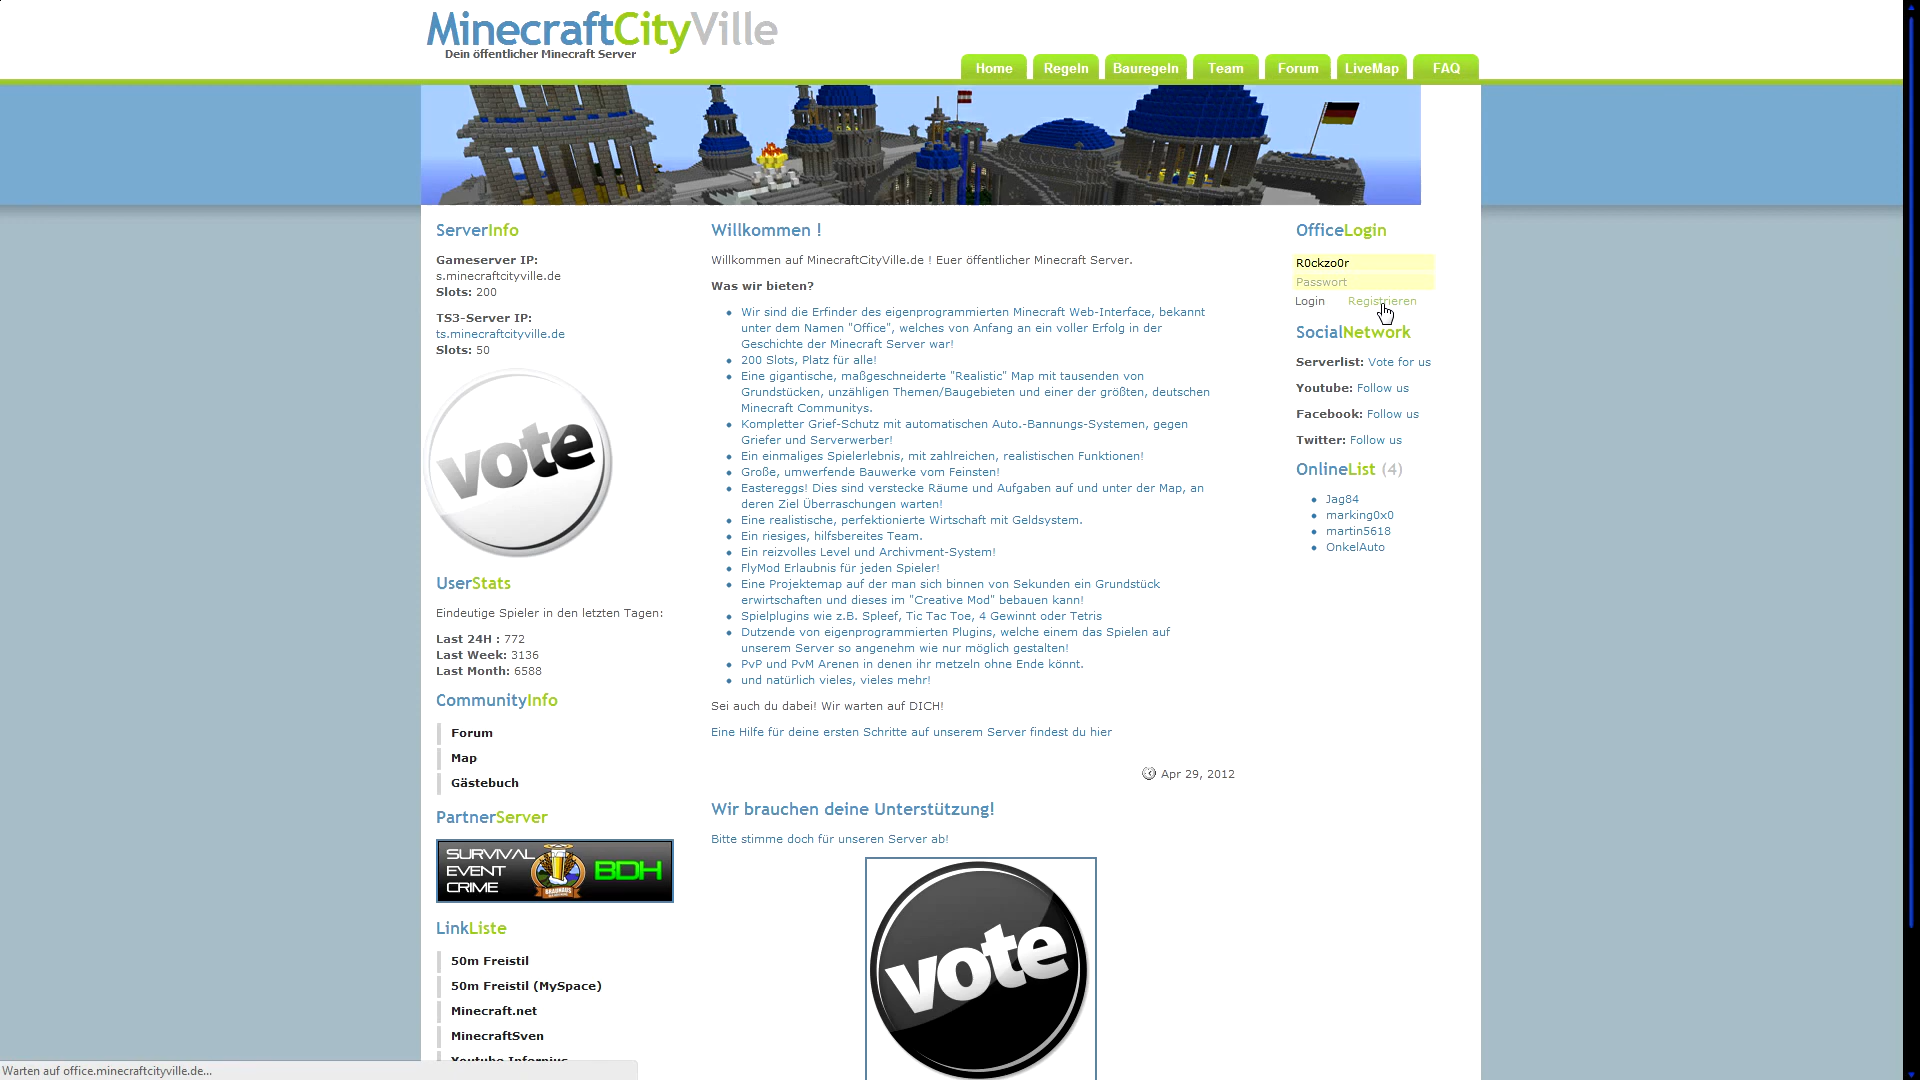 MinecraftCityVille
Dein öffentlicher Minecraft Server
Home Regeln Bauregeln Team Forum LiveMap FAQ
ServerInfo
Gameserver IP:
s.minecraftcityville.de
Slots: 200
TS3-Server IP:
ts.minecraftcityville.de
Slots: 50
vote
UserStats
Eindeutige Spieler in den letzten Tagen:
Last 24H : 772
Last Week: 3136
Last Month: 6588
CommunityInfo
Forum
Map
Gästebuch
PartnerServer
SURVIVAL
EVENT
CRIME
BRAUHAUS
BDH
LinkListe
50m Freistil
50m Freistil (MySpace)
Minecraft.net
MinecraftSven
Youtube Infernius
Willkommen !
Willkommen auf MinecraftCityVille.de ! Euer öffentlicher Minecraft Server.
Was wir bieten?
Wir sind die Erfinder des eigenprogrammierten Minecraft Web-Interface, bekannt
unter dem Namen "Office", welches von Anfang an ein voller Erfolg in der
Geschichte der Minecraft Server war!
200 Slots, Platz für alle!
Eine gigantische, maßgeschneiderte "Realistic" Map mit tausenden von
Grundstücken, unzähligen Themen/Baugebieten und einer der größten, deutschen
Minecraft Communitys.
Kompletter Grief-Schutz mit automatischen Auto.-Bannungs-Systemen, gegen
Griefer und Serverwerber!
Ein einmaliges Spielerlebnis, mit zahlreichen, realistischen Funktionen!
Große, umwerfende Bauwerke vom Feinsten!
Eastereggs! Dies sind verstecke Räume und Aufgaben auf und unter der Map, an
deren Ziel Überraschungen warten!
Eine realistische, perfektionierte Wirtschaft mit Geldsystem.
Ein riesiges, hilfsbereites Team.
Ein reizvolles Level und Archivment-System!
FlyMod Erlaubnis für jeden Spieler!
Eine Projektemap auf der man sich binnen von Sekunden ein Grundstück
erwirtschaften und dieses im "Creative Mod" bebauen kann!
Spielplugins wie z.B. Spleef, Tic Tac Toe, 4 Gewinnt oder Tetris
Dutzende von eigenprogrammierten Plugins, welche einem das Spielen auf
unserem Server so angenehm wie nur möglich gestalten!
PvP und PvM Arenen in denen ihr metzeln ohne Ende könnt.
und natürlich vieles, vieles mehr!
Sei auch du dabei! Wir warten auf DICH!
Eine Hilfe für deine ersten Schritte auf unserem Server findest du hier
Apr 29, 2012
Wir brauchen deine Unterstützung!
Bitte stimme doch für unseren Server ab!
vote
OfficeLogin
R0ckzo0r
Passwort
Login Registrieren
SocialNetwork
Serverlist: Vote for us
Youtube: Follow us
Facebook: Follow us
Twitter: Follow us
OnlineList (4)
Jag84
marking0x0
martin5618
OnkelAuto
Warten auf office.minecraftcityville.de...